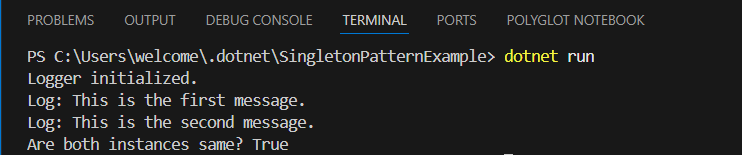 PROBLEMS OUTPUT DEBUG CONSOLE TERMINAL PORTS POLYGLOT NOTEBOOK
PS C:\Users\welcome\.dotnet\SingletonPatternExample> dotnet run
Logger initialized.
Log: This is the first message.
Log: This is the second message.
Are both instances same? True